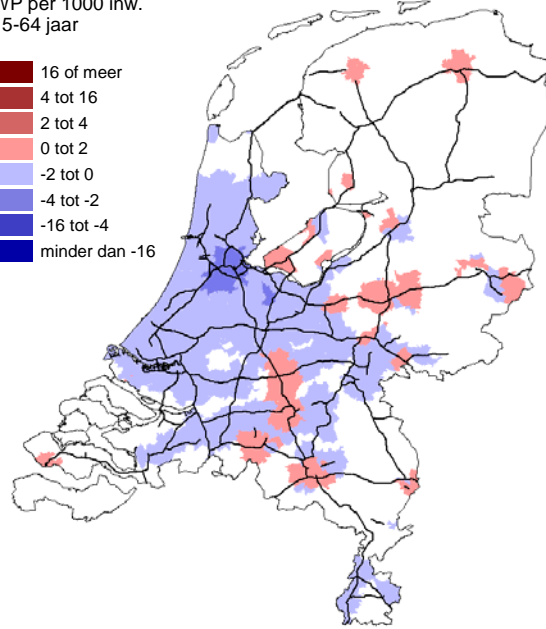 per 1000 inw.
5-64 jaar
16 of meer
4 tot 16
2 tot 4
0 tot 2
-2 tot 0
-4 tot -2
-16 tot -4
minder dan -16